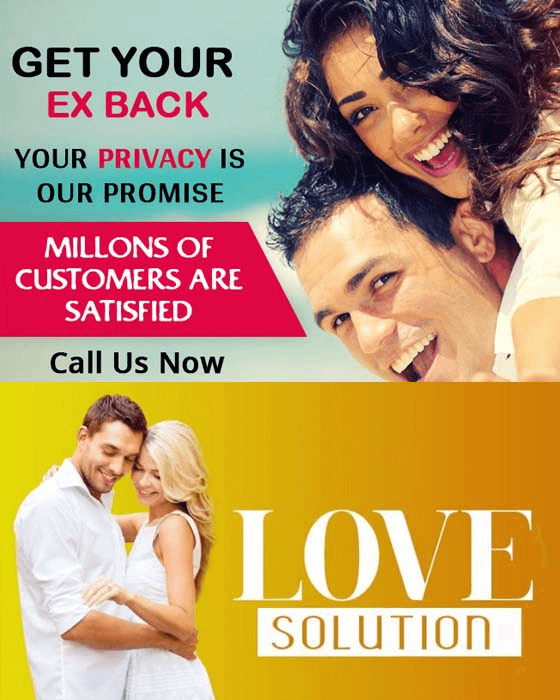 GET YOUR
EX BACK
YOUR PRIVACY IS
OUR PROMISE
MILLONS OF
CUSTOMERS ARE
SATISFIED
Call Us Now
LOVE
SOLUTION